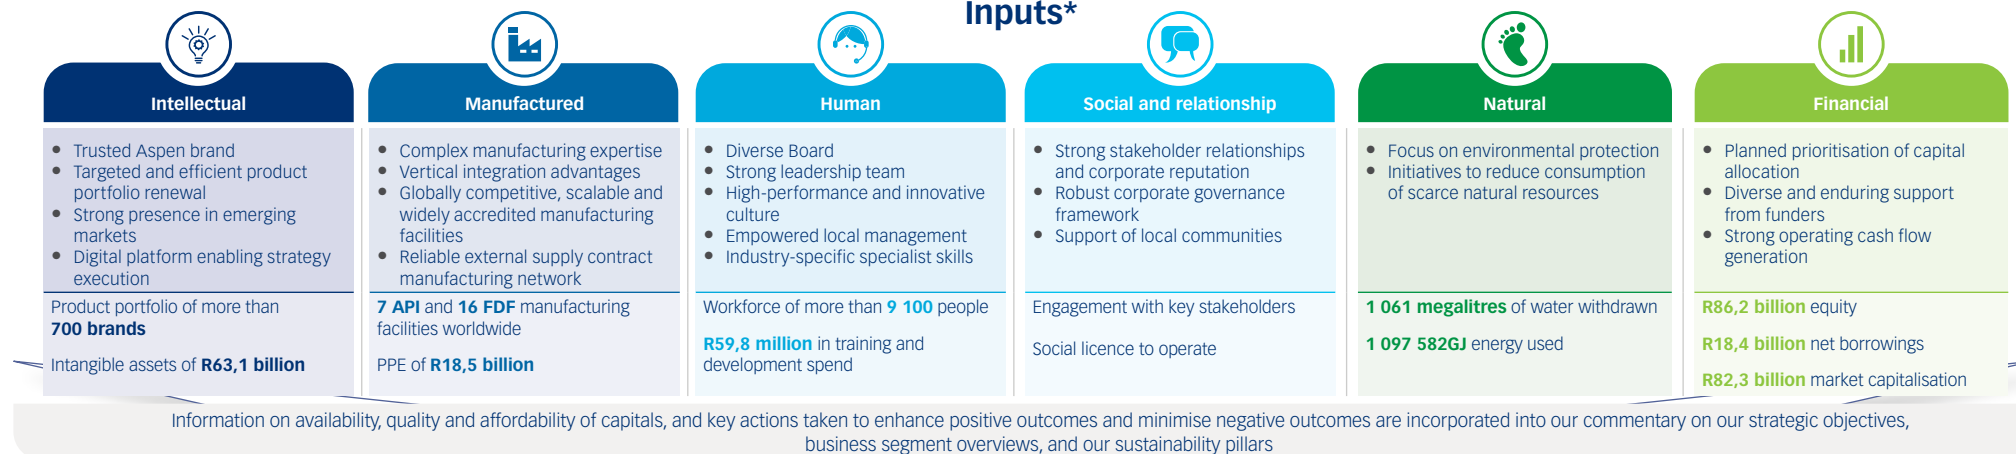 Inputs*
Intellectual
• Trusted Aspen brand
• Targeted and efficient product
portfolio renewal
• Strong presence in emerging
markets
• Digital platform enabling strategy
execution
Product portfolio of more than
700 brands
Intangible assets of R63,1 billion
Manufactured
• Complex manufacturing expertise
• Vertical integration advantages
• Globally competitive, scalable and
widely accredited manufacturing
facilities
• Reliable external supply contract
manufacturing network
7 API and 16 FDF manufacturing
facilities worldwide
PPE of R18,5 billion
Human
• Diverse Board
• Strong leadership team
• High-performance and innovative
culture
• Empowered local management
• Industry-specific specialist skills
Workforce of more than 9 100 people
R59,8 million in training and
development spend
Social and relationship
• Strong stakeholder relationships
and corporate reputation
• Robust corporate governance
framework
• Support of local communities
Engagement with key stakeholders
Social licence to operate
Natural
• Focus on environmental protection
• Initiatives to reduce consumption
of scarce natural resources
1 061 megalitres of water withdrawn
1 097 582GJ energy used
Financial
• Planned prioritisation of capital
allocation
• Diverse and enduring support
from funders
• Strong operating cash flow
generation
R86,2 billion equity
R18,4 billion net borrowings
R82,3 billion market capitalisation
Information on availability, quality and affordability of capitals, and key actions taken to enhance positive outcomes and minimise negative outcomes are incorporated into our commentary on our strategic objectives,
business segment overviews, and our sustainability pillars